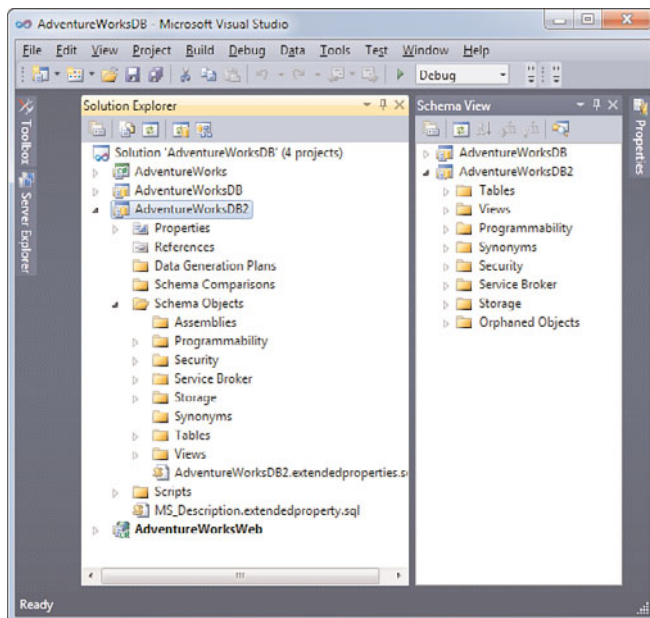 AdventureWorksDB - Microsoft Visual Studio
File Edit View Project Build Debug Data Tools Test Window Help
Debug
Toolbox
Server Explorer
Solution Explorer
Solution 'AdventureWorksDB' (4 projects)
AdventureWorks
AdventureWorksDB
AdventureWorksDB2
Properties
References
Data Generation Plans
Schema Comparisons
Schema Objects
Assemblies
Programmability
Security
Service Broker
Storage
Synonyms
Tables
Views
AdventureWorksDB2.extendedproperties.s
Scripts
MS_Description.extendedproperty.sql
AdventureWorksWeb
Schema View
AdventureWorksDB
AdventureWorksDB2
Tables
Views
Programmability
Synonyms
Security
Service Broker
Storage
Orphaned Objects
Properties
Ready